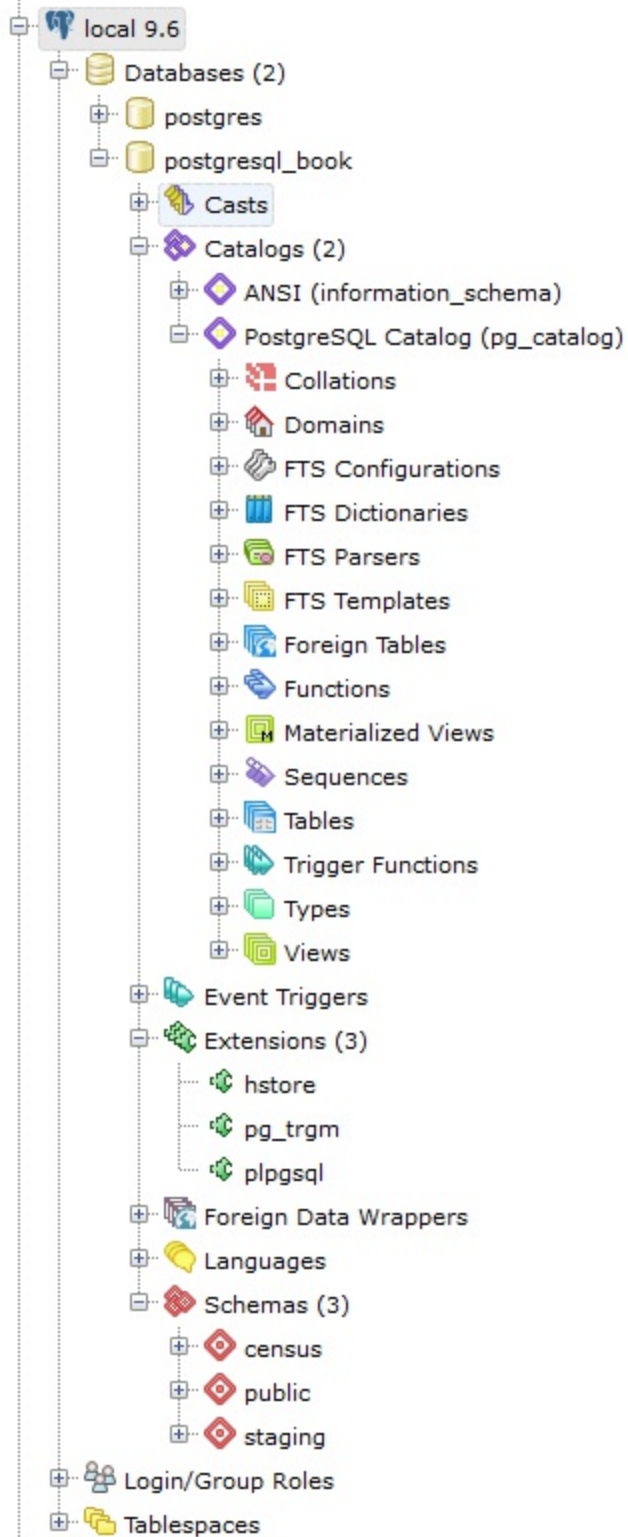 local 9.6
Databases (2)
postgres
postgresql_book
Casts
Catalogs (2)
ANSI (information_schema)
PostgreSQL Catalog (pg_catalog)
Collations
Domains
FTS Configurations
FTS Dictionaries
FTS Parsers
FTS Templates
Foreign Tables
Functions
Materialized Views
Sequences
Tables
Trigger Functions
Types
Views
Event Triggers
Extensions (3)
hstore
pg_trgm
plpgsql
Foreign Data Wrappers
Languages
Schemas (3)
census
public
staging
Login/Group Roles
Tablespaces